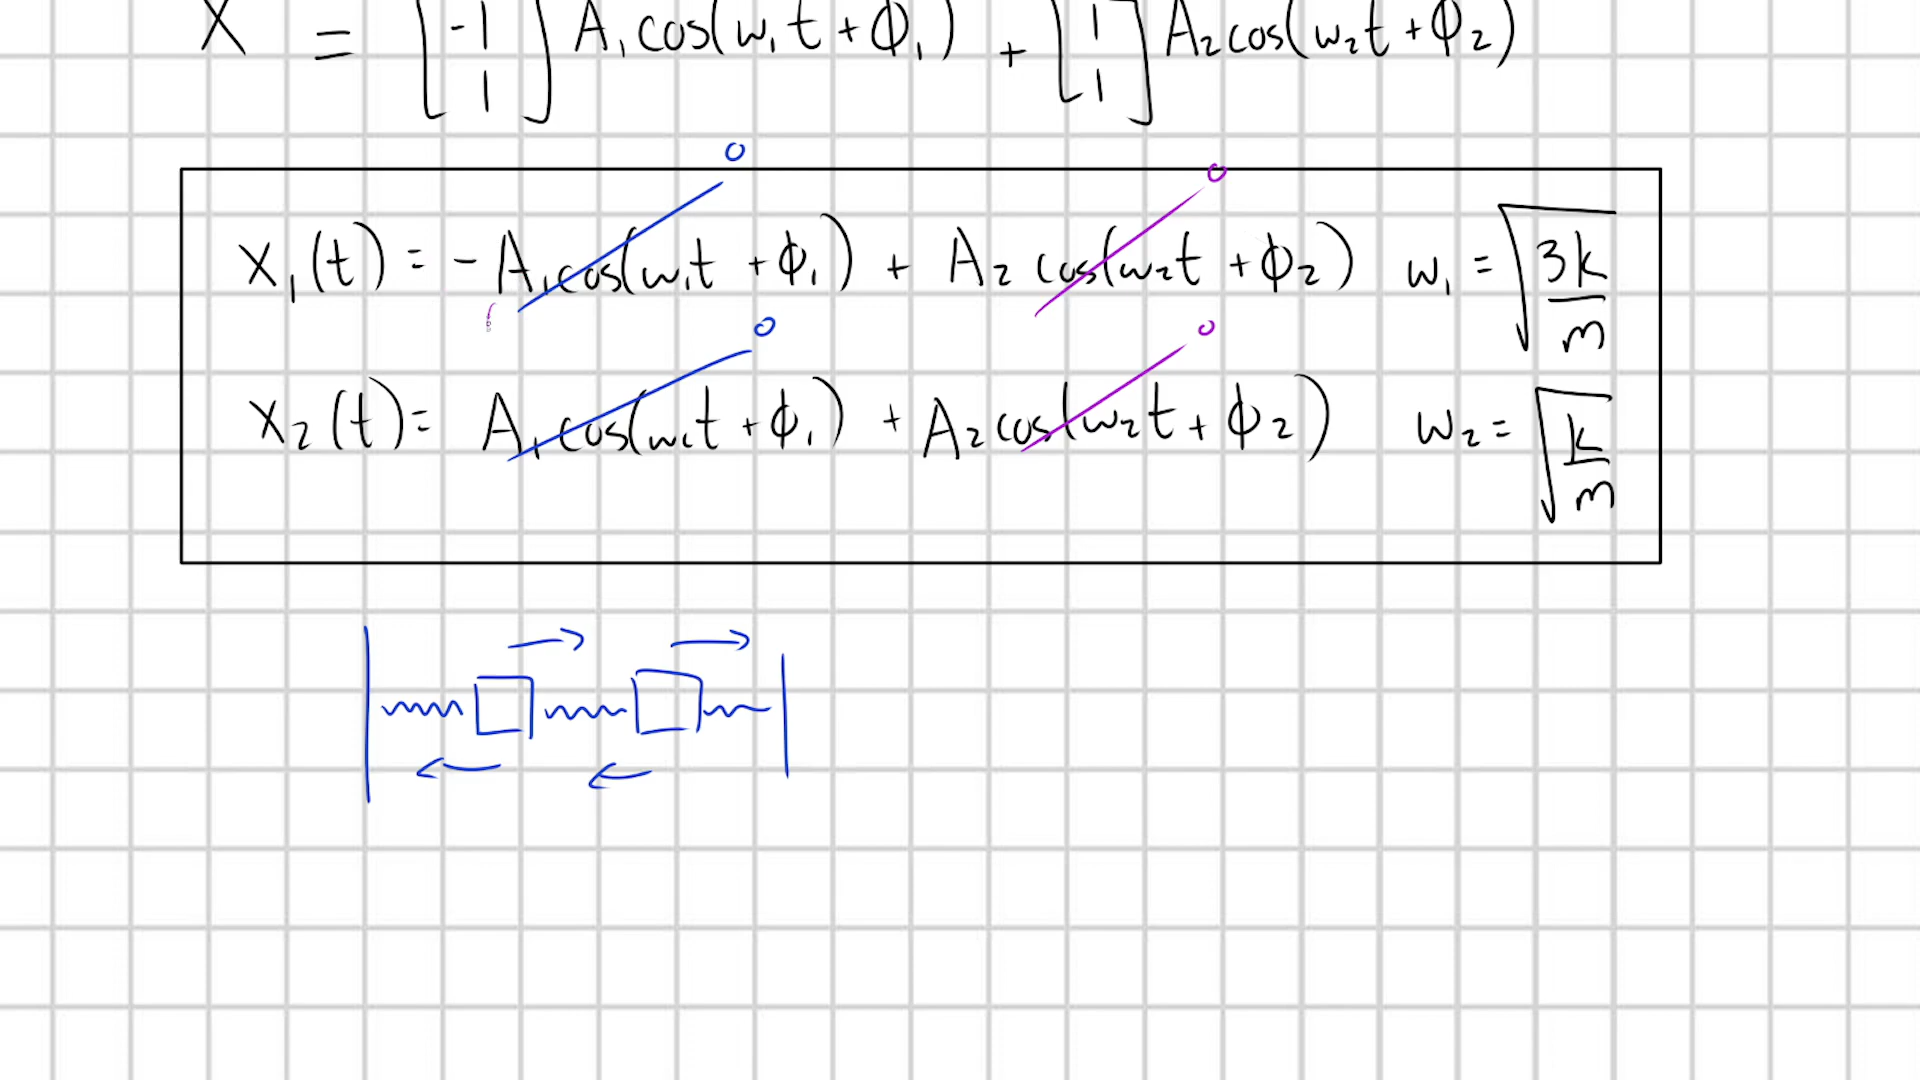 X = [-1 1] A₁cos(ω₁t + ϕ₁) + [1 1] A₂cos(ω₂t + ϕ₂)
0 0
x₁(t) = -A₁cos(ω₁t + ϕ₁) + A₂cos(ω₂t + ϕ₂) ω₁ = √(3k/m)
0 0
x₂(t) = A₁cos(ω₁t + ϕ₁) + A₂cos(ω₂t + ϕ₂) ω₂ = √(k/m)